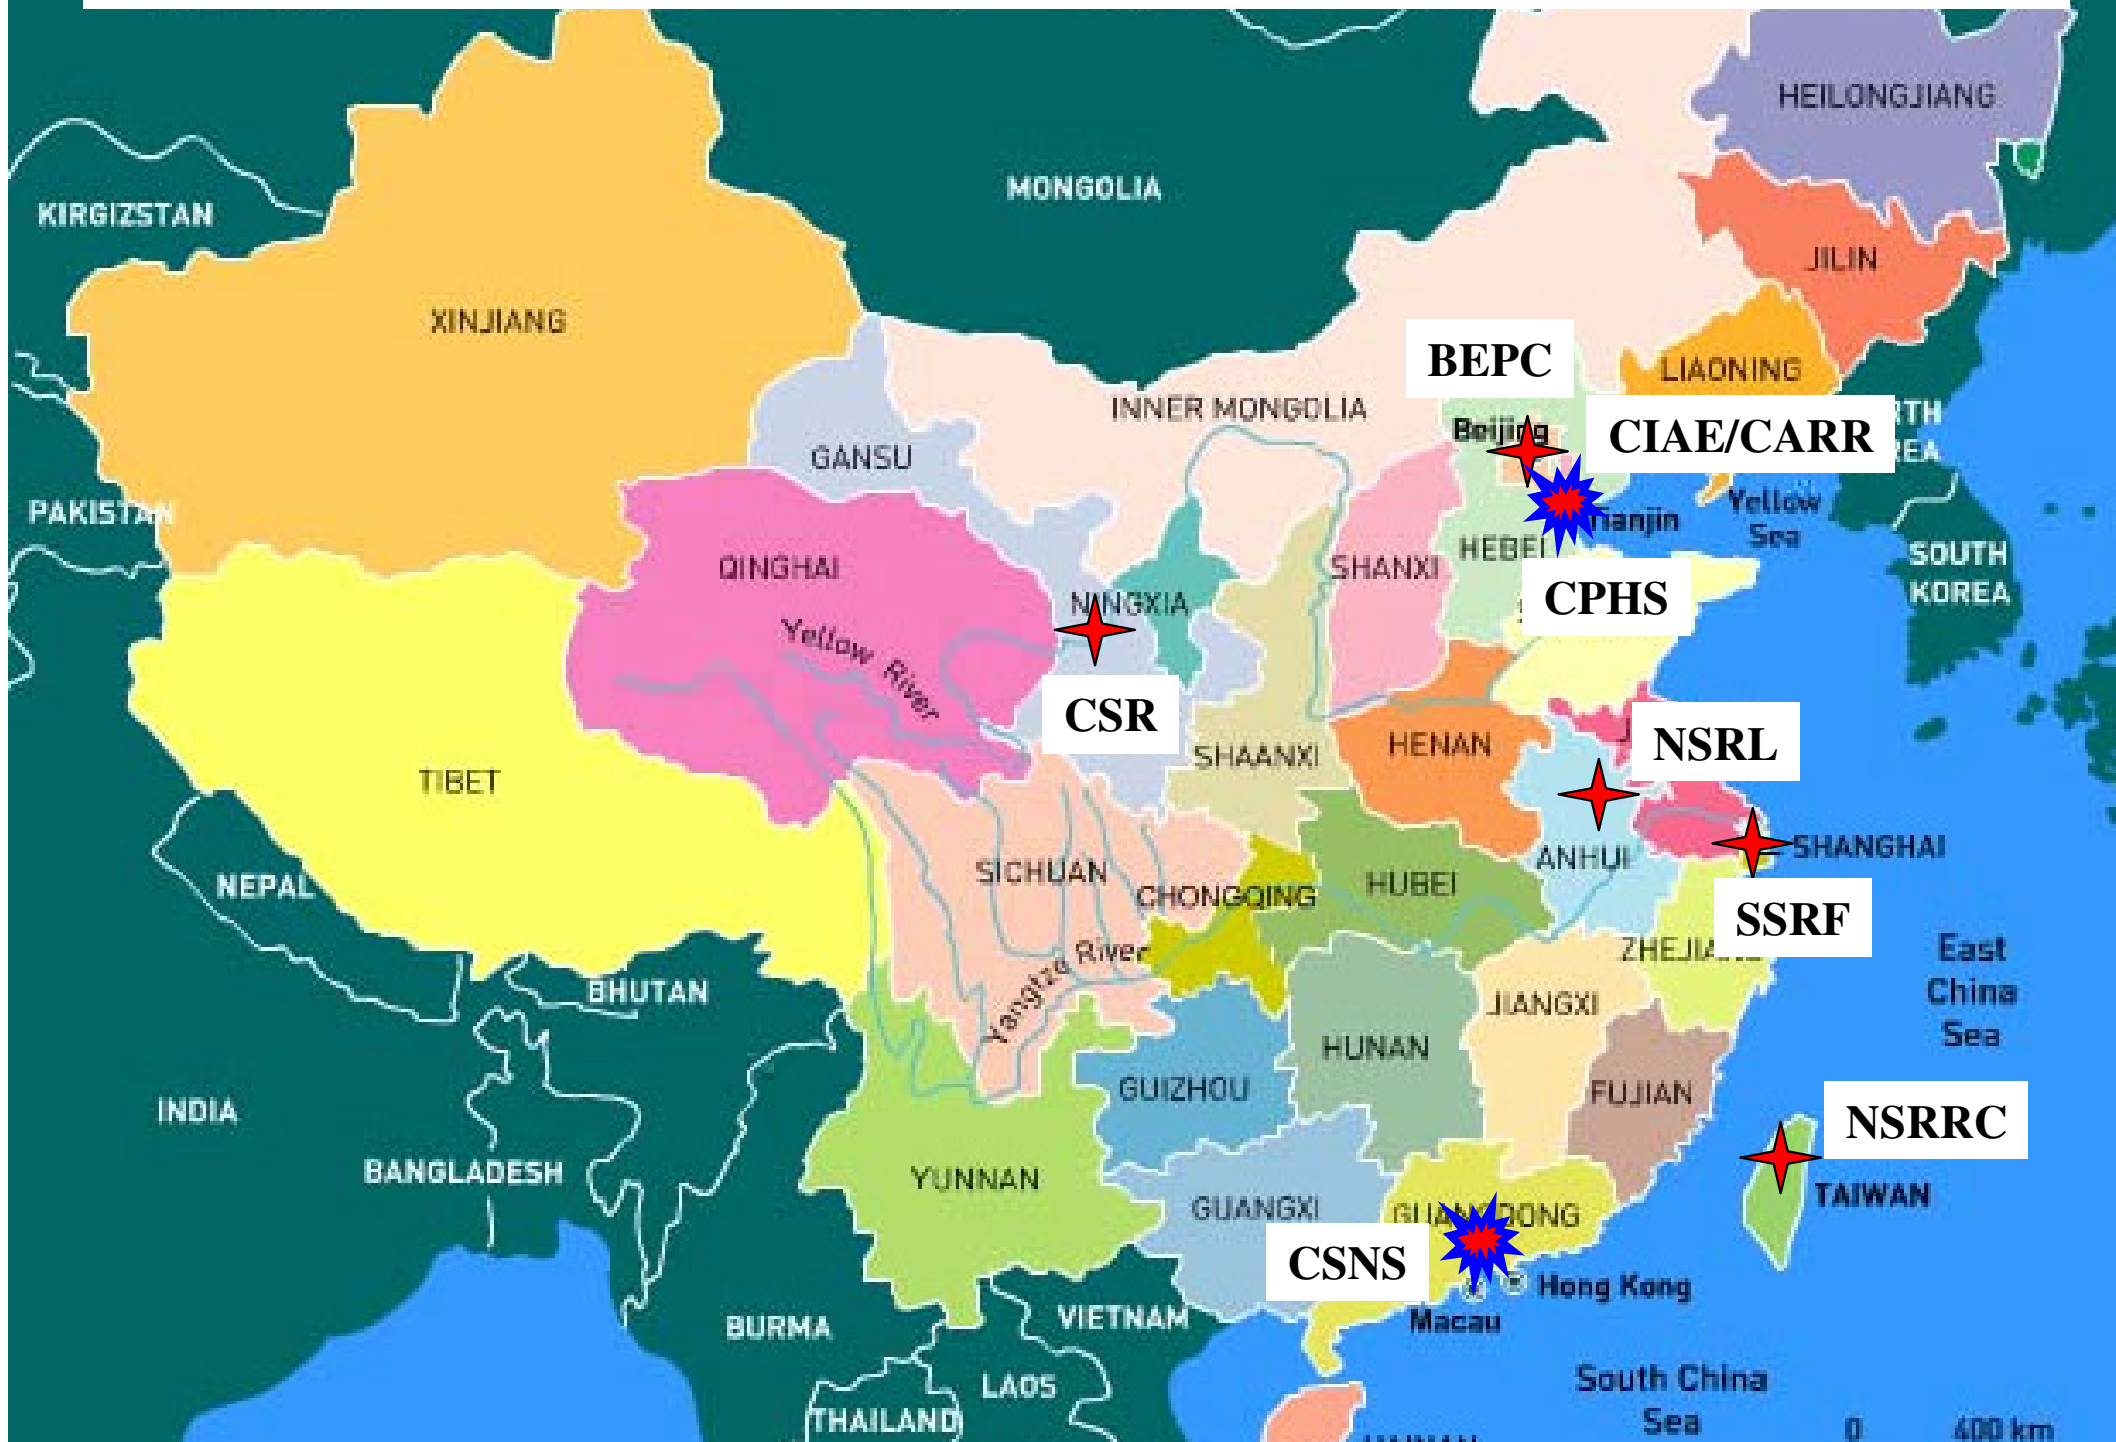 HEILONGJIANG
MONGOLIA
KIRGIZSTAN
JILIN
XINJIANG
BEPC
LIAONING
INNER MONGOLIA
Beijing
CIAE/CARR
GANSU
PAKISTAN
Yellow
Sea
Tianjin
HEBEI
SOUTH
KOREA
QINGHAI
SHANXI
CPHS
NINGXIA
Yellow River
CSR
NSRL
HENAN
SHAANXI
TIBET
SHANGHAI
ANHUI
SICHUAN
HUBEI
NEPAL
CHONGQING
SSRF
Yangtze River
East
China
Sea
BHUTAN
JIANGXI
HUNAN
GUIZHOU
FUJIAN
INDIA
NSRRC
BANGLADESH
YUNNAN
TAIWAN
GUANGXI
GUANGDONG
CSNS
Hong Kong
Macau
VIETNAM
BURMA
LAOS
South China
Sea
THAILAND
0 400 km